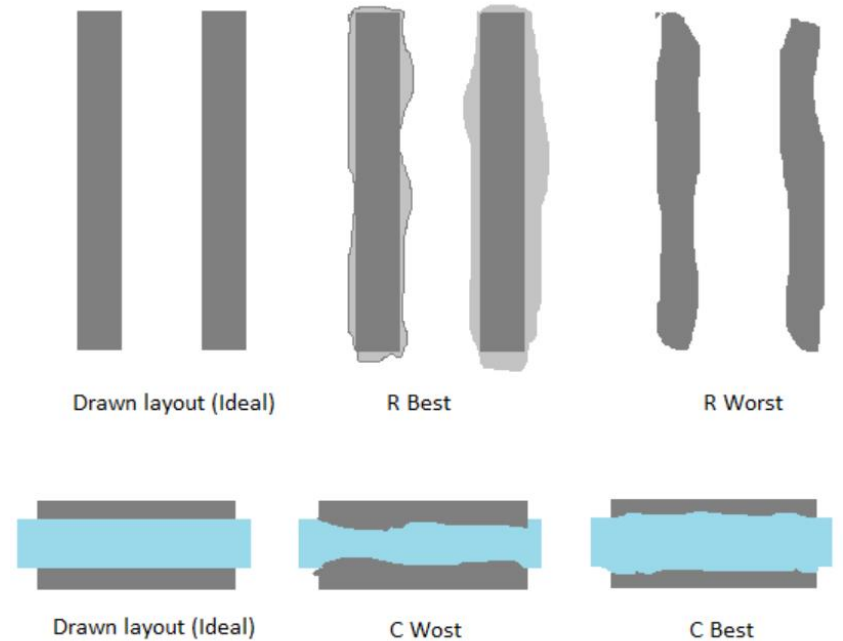 Drawn layout (Ideal)
R Best
R Worst
Drawn layout (Ideal)
C Wost
C Best